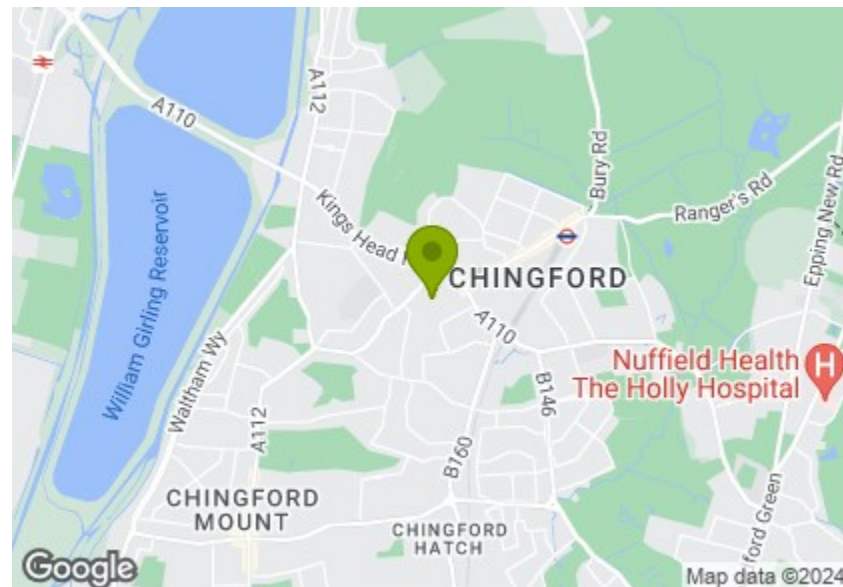 A112
A110
Bury Rd
Ranger's Rd
Epping New Rd
Kings Head
William Girling Reservoir
CHINGFORD
A110
Waltham Wy
Nuffield Health
The Holly Hospital
H
B146
A112
B160
CHINGFORD
MOUNT
CHINGFORD
HATCH
ford Green
Google
Map data ©2024